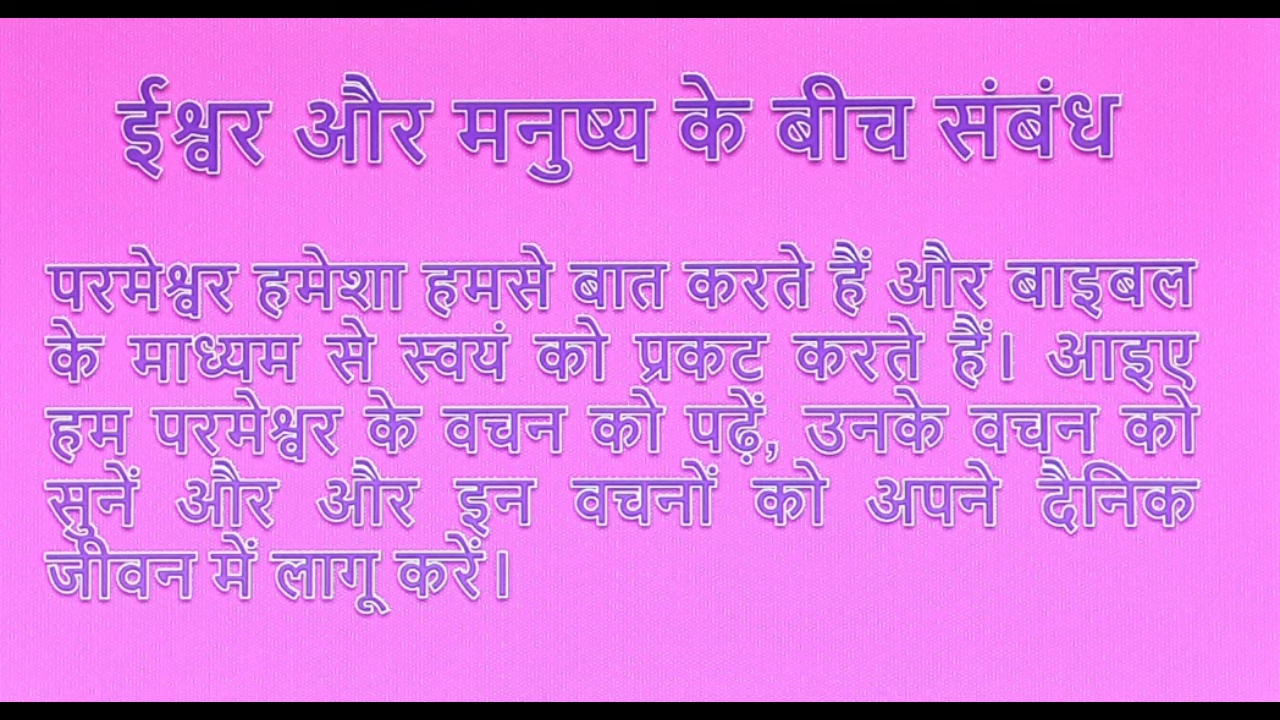 ईश्वर और मनुष्य के बीच संबंध
परमेश्वर हमेशा हमसे बात करते हैं और बाइबल
के माध्यम से स्वयं को प्रकट करते हैं। आइए
हम परमेश्वर के वचन को पढ़ें, उनके वचन को
सुनें और और इन वचनों को अपने दैनिक
जीवन में लागू करें।